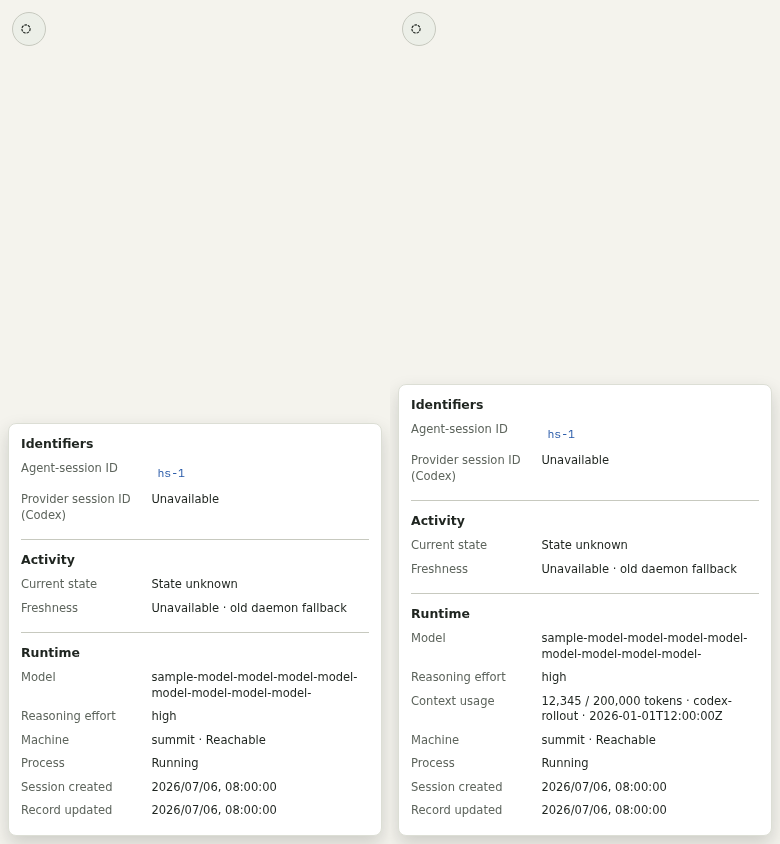 Identifiers
Agent-session ID hs-1
Provider session ID Unavailable
(Codex)
Activity
Current state State unknown
Freshness Unavailable · old daemon fallback
Runtime
Model sample-model-model-model-model-
model-model-model-model-
Reasoning effort high
Machine summit · Reachable
Process Running
Session created 2026/07/06, 08:00:00
Record updated 2026/07/06, 08:00:00
Identifiers
Agent-session ID hs-1
Provider session ID Unavailable
(Codex)
Activity
Current state State unknown
Freshness Unavailable · old daemon fallback
Runtime
Model sample-model-model-model-model-
model-model-model-model-
Reasoning effort high
Context usage 12,345 / 200,000 tokens · codex-
rollout · 2026-01-01T12:00:00Z
Machine summit · Reachable
Process Running
Session created 2026/07/06, 08:00:00
Record updated 2026/07/06, 08:00:00